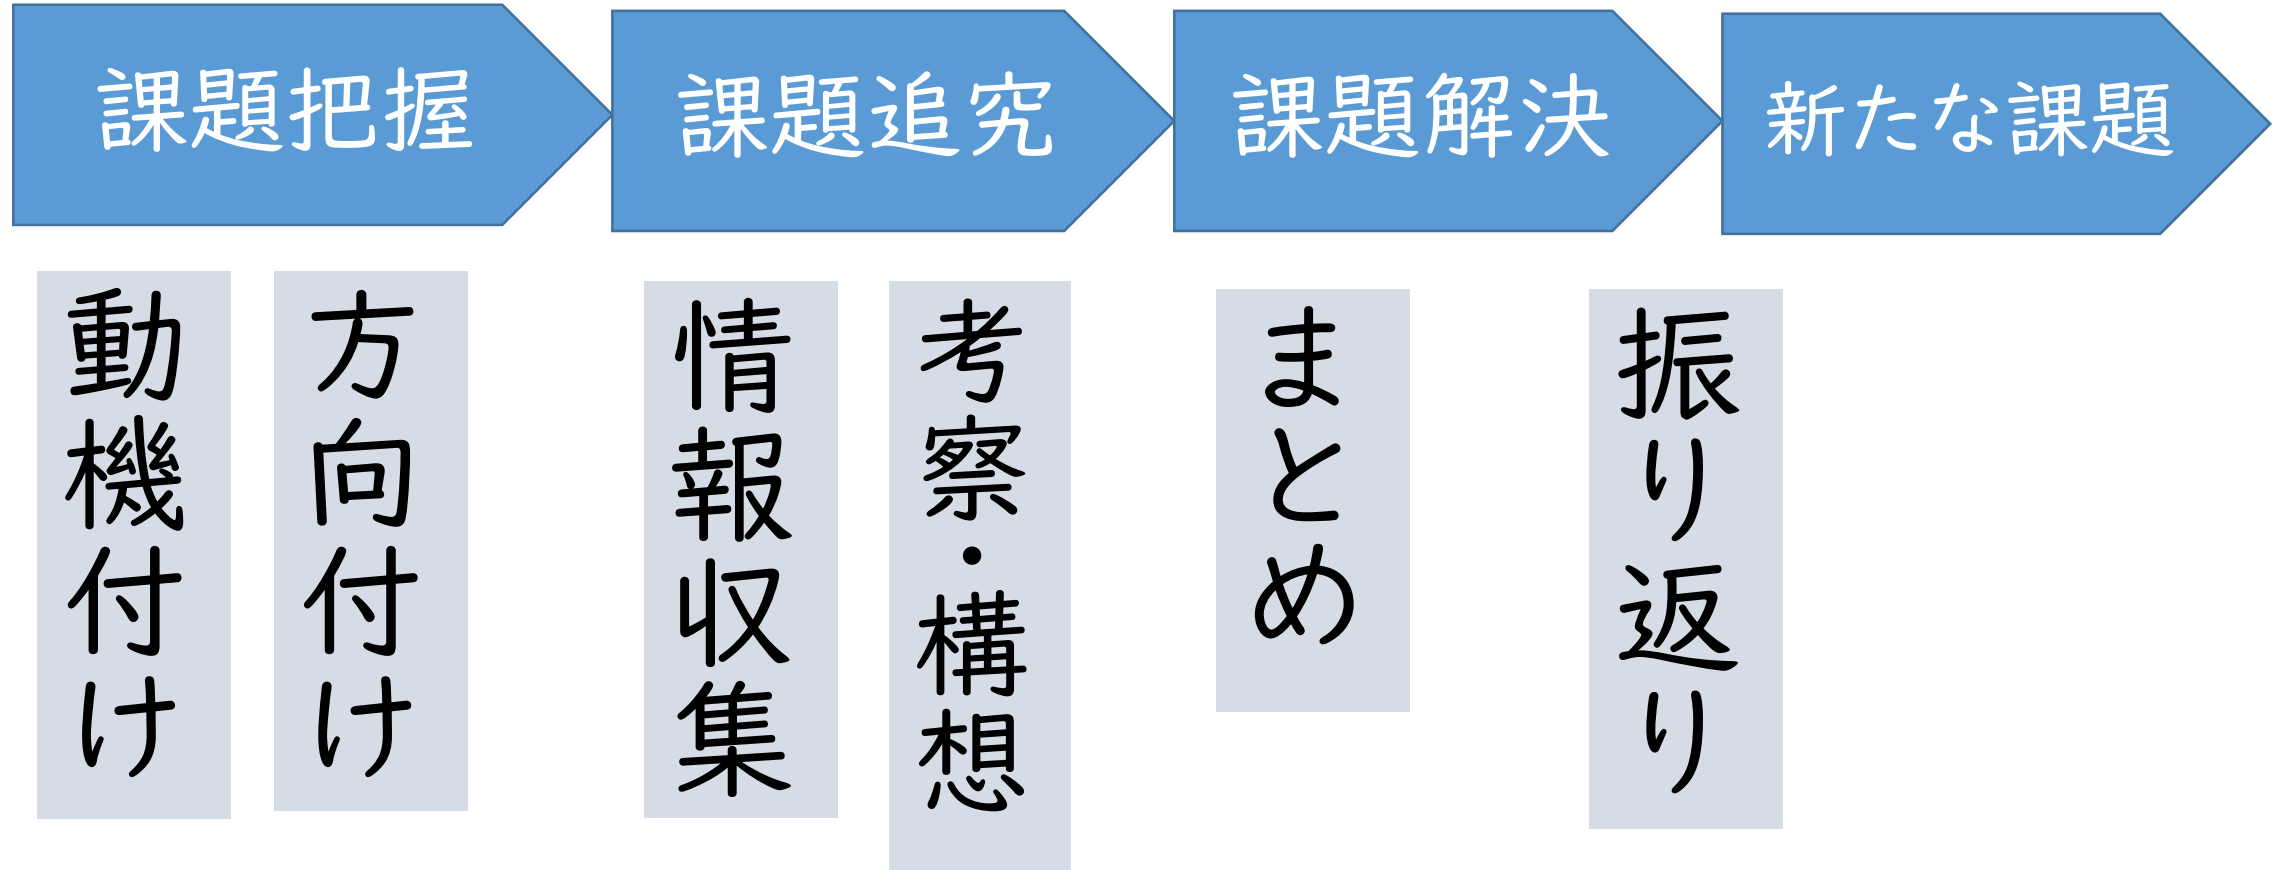 課題把握
課題追究
課題解決
新たな課題
動機付け
方向付け
情報収集
考察・構想
まとめ
振り返り